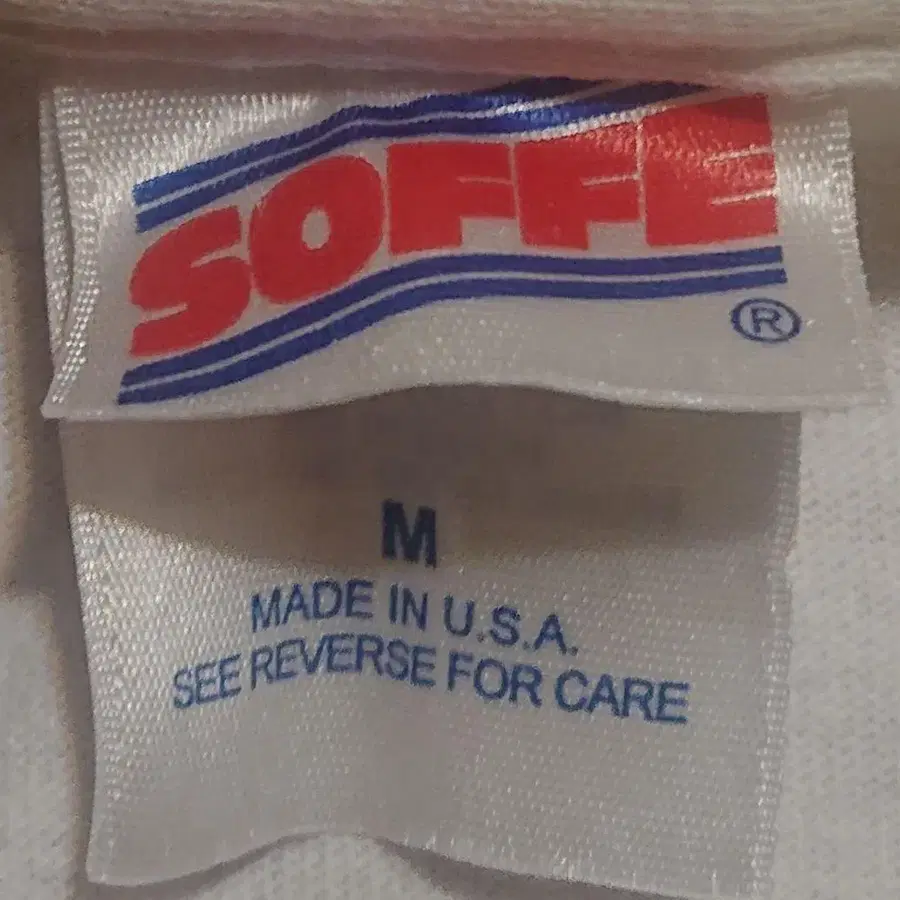 SOFFE
®
M
MADE IN U.S.A.
SEE REVERSE FOR CARE